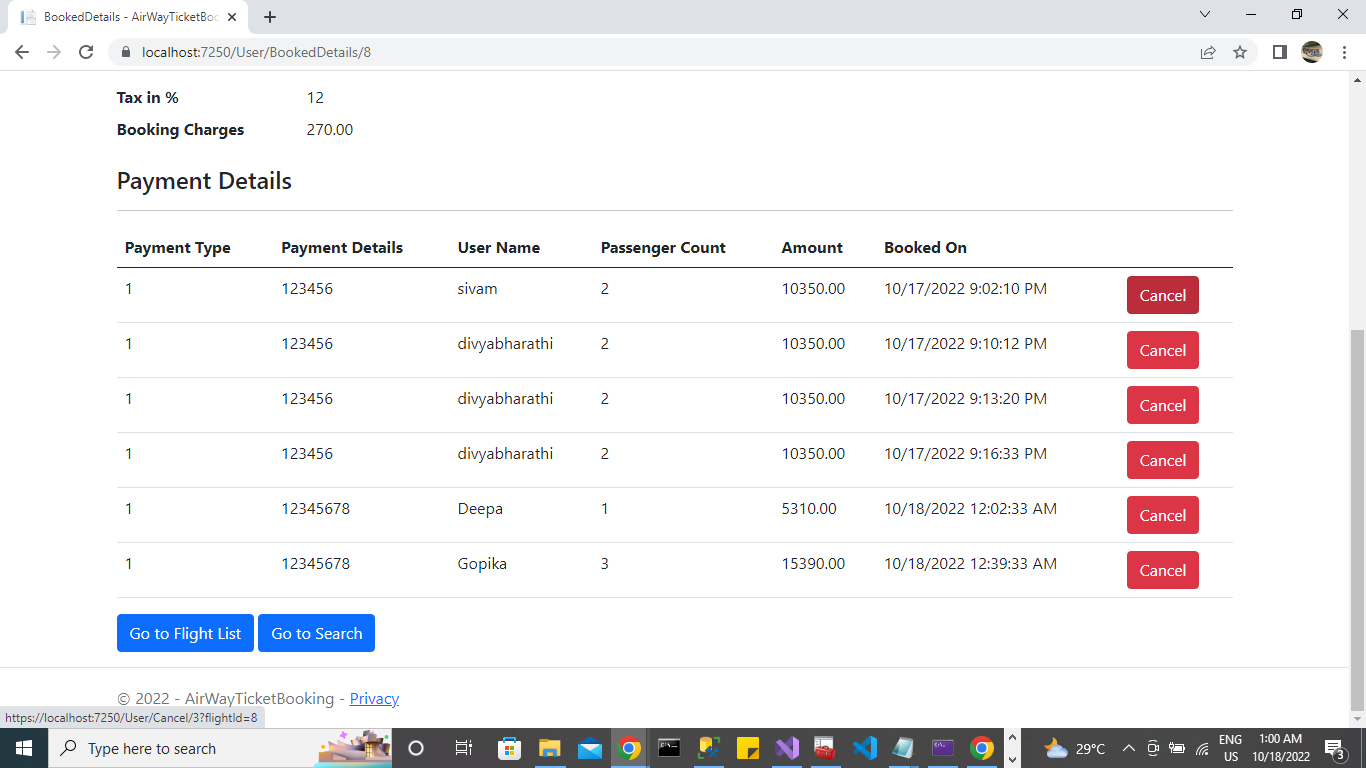 BookedDetails - AirWayTicketBoo
localhost:7250/User/BookedDetails/8
Tax in % 12
Booking Charges 270.00
Payment Details
Payment Type Payment Details User Name Passenger Count Amount Booked On
1 123456 sivam 2 10350.00 10/17/2022 9:02:10 PM Cancel
1 123456 divyabharathi 2 10350.00 10/17/2022 9:10:12 PM Cancel
1 123456 divyabharathi 2 10350.00 10/17/2022 9:13:20 PM Cancel
1 123456 divyabharathi 2 10350.00 10/17/2022 9:16:33 PM Cancel
1 12345678 Deepa 1 5310.00 10/18/2022 12:02:33 AM Cancel
1 12345678 Gopika 3 15390.00 10/18/2022 12:39:33 AM Cancel
Go to Flight List Go to Search
© 2022 - AirWayTicketBooking - Privacy
https://localhost:7250/User/Cancel/3?flightId=8
Type here to search 29°C ENG 1:00 AM
US 10/18/2022 3